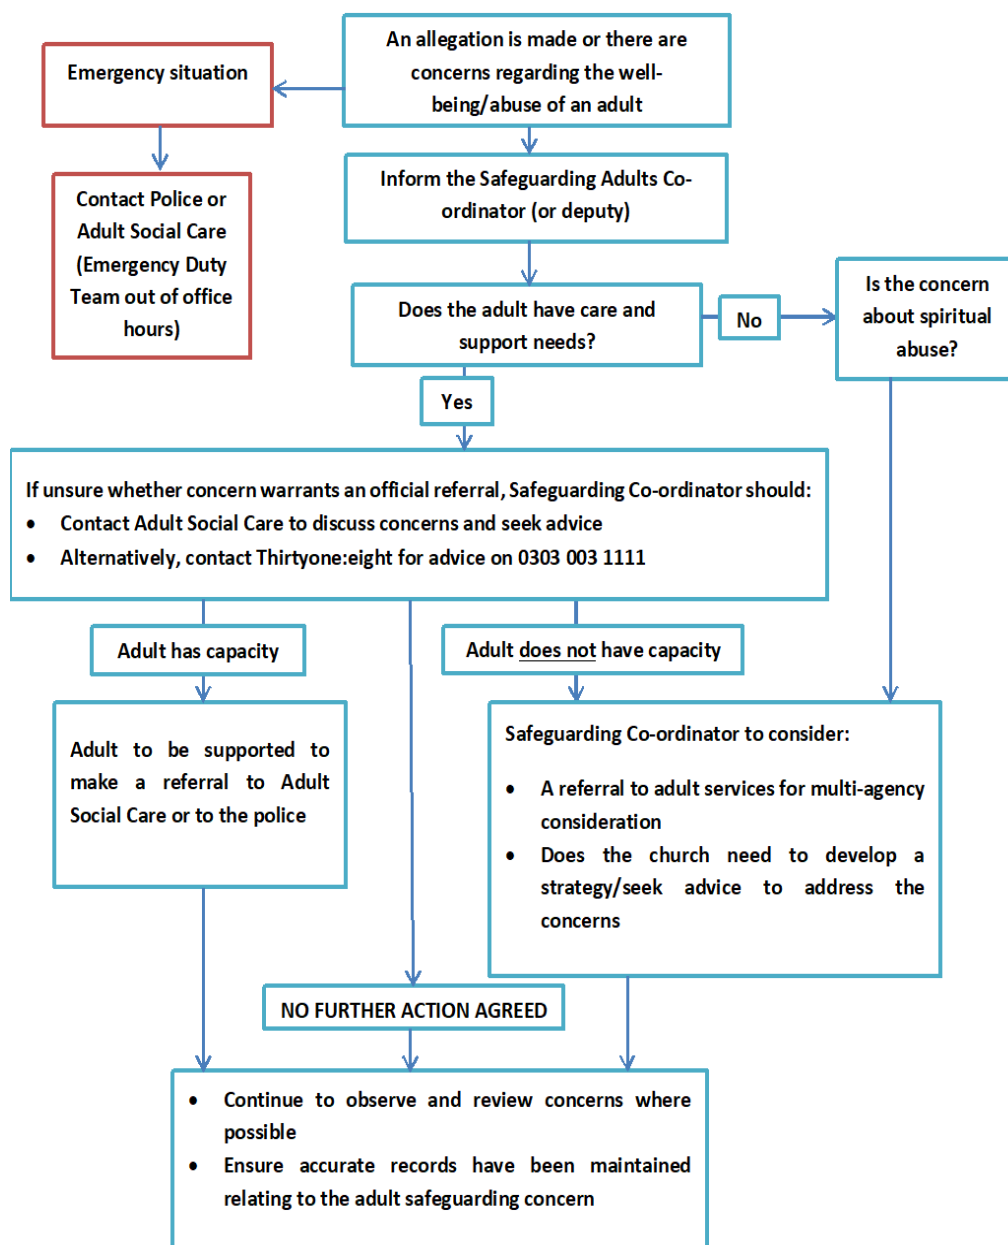 An allegation is made or there are
concerns regarding the well-
being/abuse of an adult
Emergency situation
Contact Police or
Adult Social Care
(Emergency Duty
Team out of office
hours)
Inform the Safeguarding Adults Co-
ordinator (or deputy)
Does the adult have care and
support needs?
No
Is the concern
about spiritual
abuse?
Yes
If unsure whether concern warrants an official referral, Safeguarding Co-ordinator should:
• Contact Adult Social Care to discuss concerns and seek advice
• Alternatively, contact Thirtyone:eight for advice on 0303 003 1111
Adult has capacity
Adult does not have capacity
Adult to be supported to
make a referral to Adult
Social Care or to the police
Safeguarding Co-ordinator to consider:
• A referral to adult services for multi-agency
consideration
• Does the church need to develop a
strategy/seek advice to address the
concerns
NO FURTHER ACTION AGREED
• Continue to observe and review concerns where
possible
• Ensure accurate records have been maintained
relating to the adult safeguarding concern